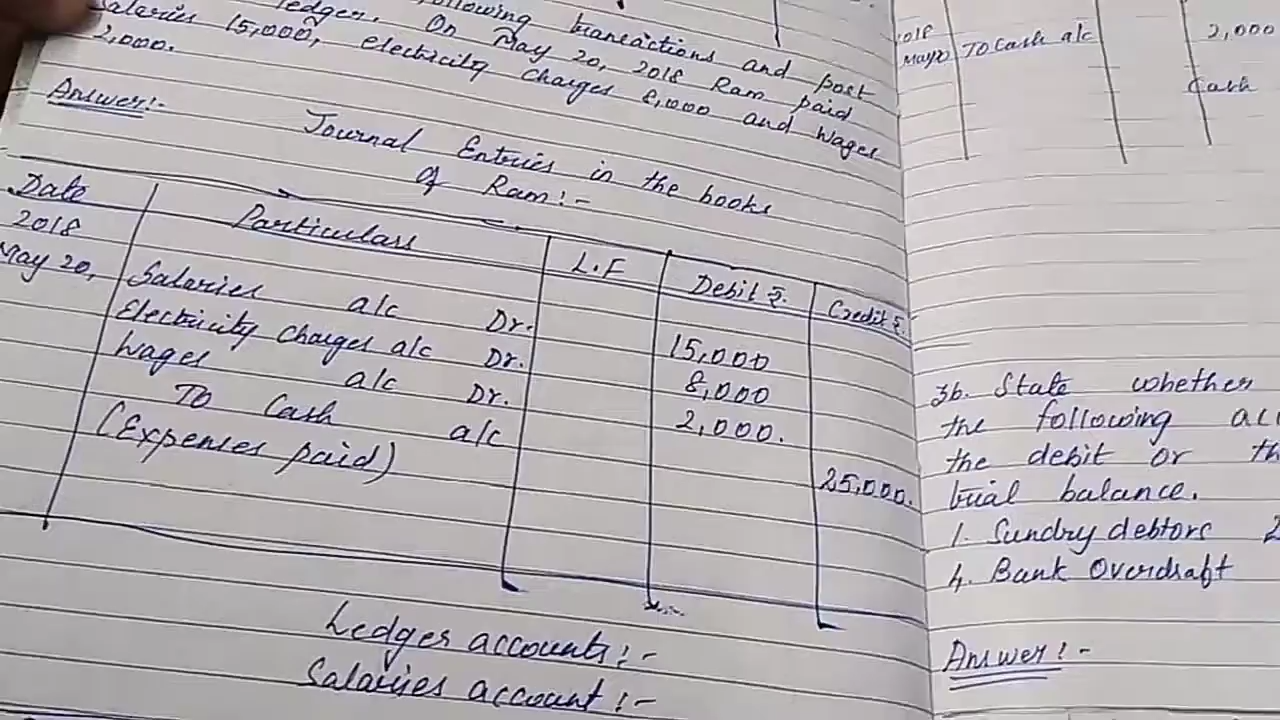 ledger. On May 20, 2018 Ram paid
following transactions and post
Salaries 15,000, electricity charges 8,000 and Wages
2,000.
Answer:-
Journal Entries in the books
of Ram:-
Date Particulars L.F Debit ₹. Credit ₹.
2018
May 20, Salaries a/c Dr. 15,000
Electricity Charges a/c Dr. 8,000
Wages a/c Dr. 2,000.
To Cash a/c 25,000.
(Expenses paid)
Ledger accounts:-
Salaries account:-
2018
May 20 To Cash a/c 2,000
Cash
36. State whether
the following
the debit or
trial balance.
1. Sundry debtors 2
4. Bank Overdraft
Answer:-